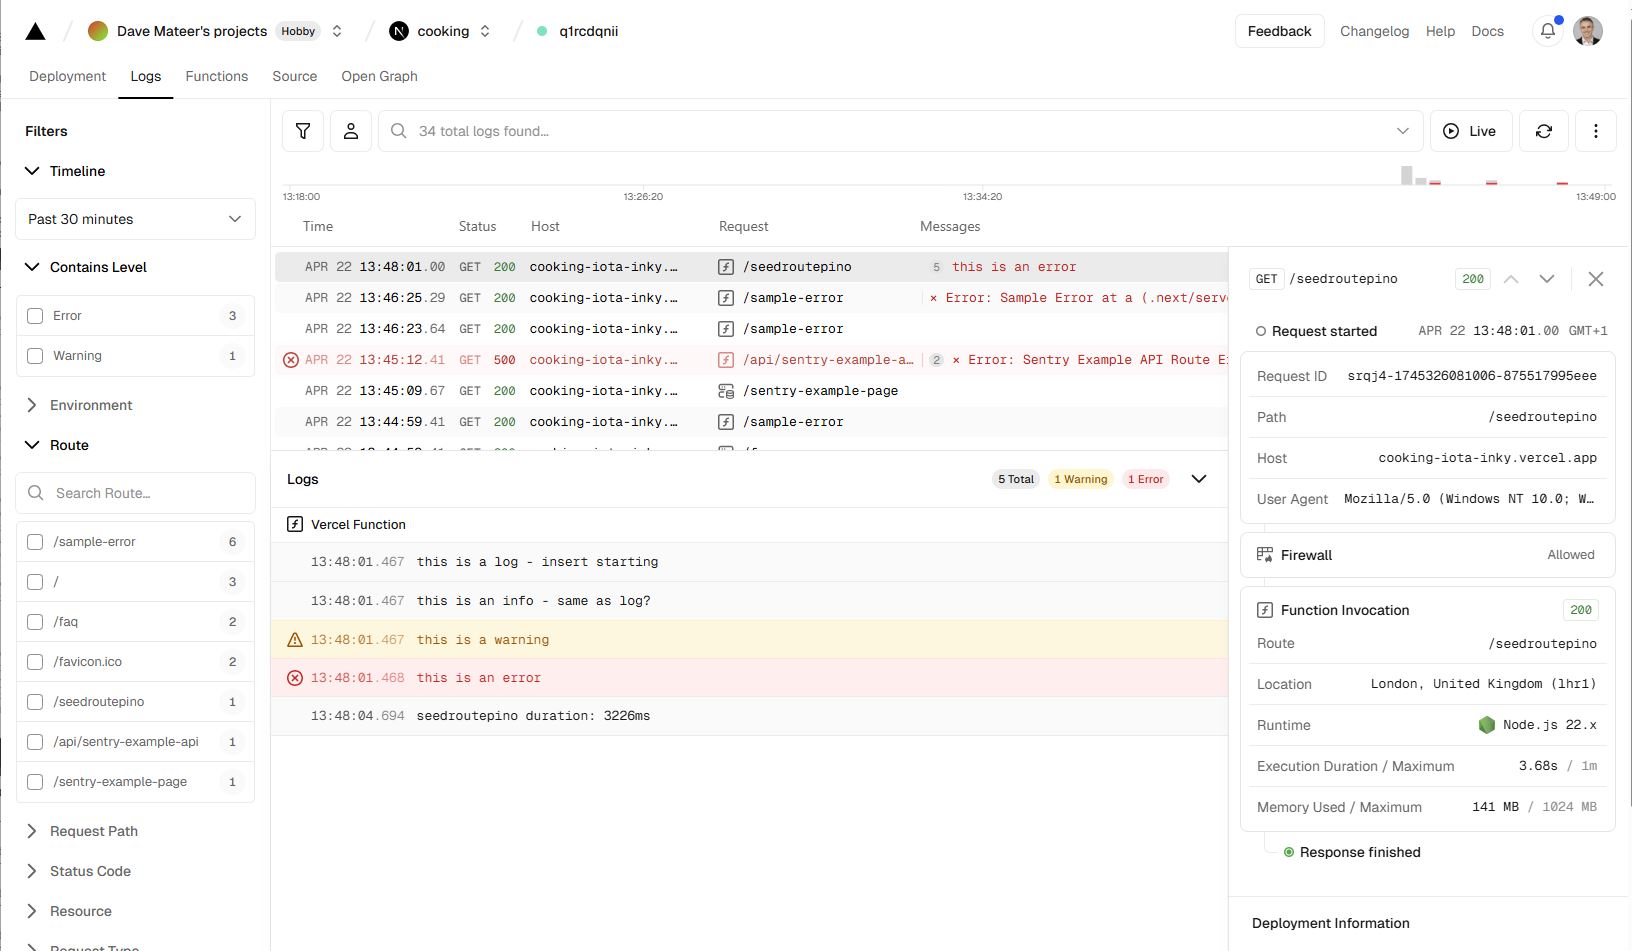 Dave Mateer's projects Hobby cooking q1rcdqnii Feedback Changelog Help Docs
Deployment Logs Functions Source Open Graph
Filters
Timeline
Past 30 minutes
Contains Level
Error 3
Warning 1
Environment
Route
Search Route...
/sample-error 6
/ 3
/faq 2
/favicon.ico 2
/seedroutepino 1
/api/sentry-example-api 1
/sentry-example-page 1
Request Path
Status Code
Resource
Request Type
34 total logs found...
Live
13:18:00 13:26:20 13:34:20 13:49:00
Time Status Host Request Messages
APR 22 13:48:01.00 GET 200 cooking-iota-inky.… /seedroutepino 5 this is an error
APR 22 13:46:25.29 GET 200 cooking-iota-inky.… /sample-error × Error: Sample Error at a (.next/serve
APR 22 13:46:23.64 GET 200 cooking-iota-inky.… /sample-error
APR 22 13:45:12.41 GET 500 cooking-iota-inky.… /api/sentry-example-a… 2 × Error: Sentry Example API Route E
APR 22 13:45:09.67 GET 200 cooking-iota-inky.… /sentry-example-page
APR 22 13:44:59.41 GET 200 cooking-iota-inky.… /sample-error
Logs 5 Total 1 Warning 1 Error
Vercel Function
13:48:01.467 this is a log - insert starting
13:48:01.467 this is an info - same as log?
13:48:01.467 this is a warning
13:48:01.468 this is an error
13:48:04.694 seedroutepino duration: 3226ms
GET /seedroutepino 200
Request started APR 22 13:48:01.00 GMT+1
Request ID srqj4-1745326081006-875517995eee
Path /seedroutepino
Host cooking-iota-inky.vercel.app
User Agent Mozilla/5.0 (Windows NT 10.0; W…
Firewall Allowed
Function Invocation 200
Route /seedroutepino
Location London, United Kingdom (lhr1)
Runtime Node.js 22.x
Execution Duration / Maximum 3.68s / 1m
Memory Used / Maximum 141 MB / 1024 MB
Response finished
Deployment Information